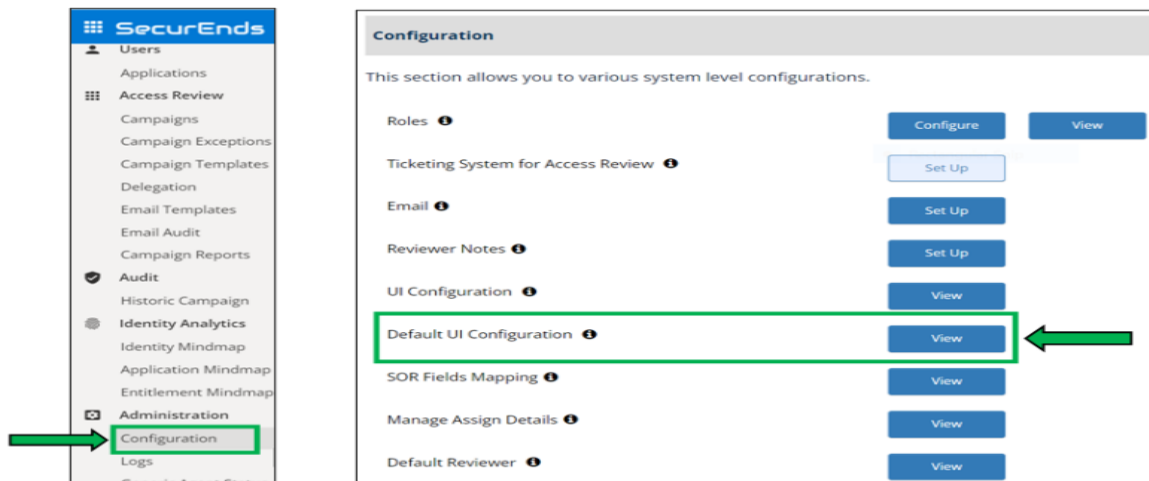 SecurEnds
Users
Applications
Access Review
Campaigns
Campaign Exceptions
Campaign Templates
Delegation
Email Templates
Email Audit
Campaign Reports
Audit
Historic Campaign
Identity Analytics
Identity Mindmap
Application Mindmap
Entitlement Mindmap
Administration
Configuration
Logs
Configuration
This section allows you to various system level configurations.
Roles Configure View
Ticketing System for Access Review Set Up
Email Set Up
Reviewer Notes Set Up
UI Configuration View
Default UI Configuration View
SOR Fields Mapping View
Manage Assign Details View
Default Reviewer View